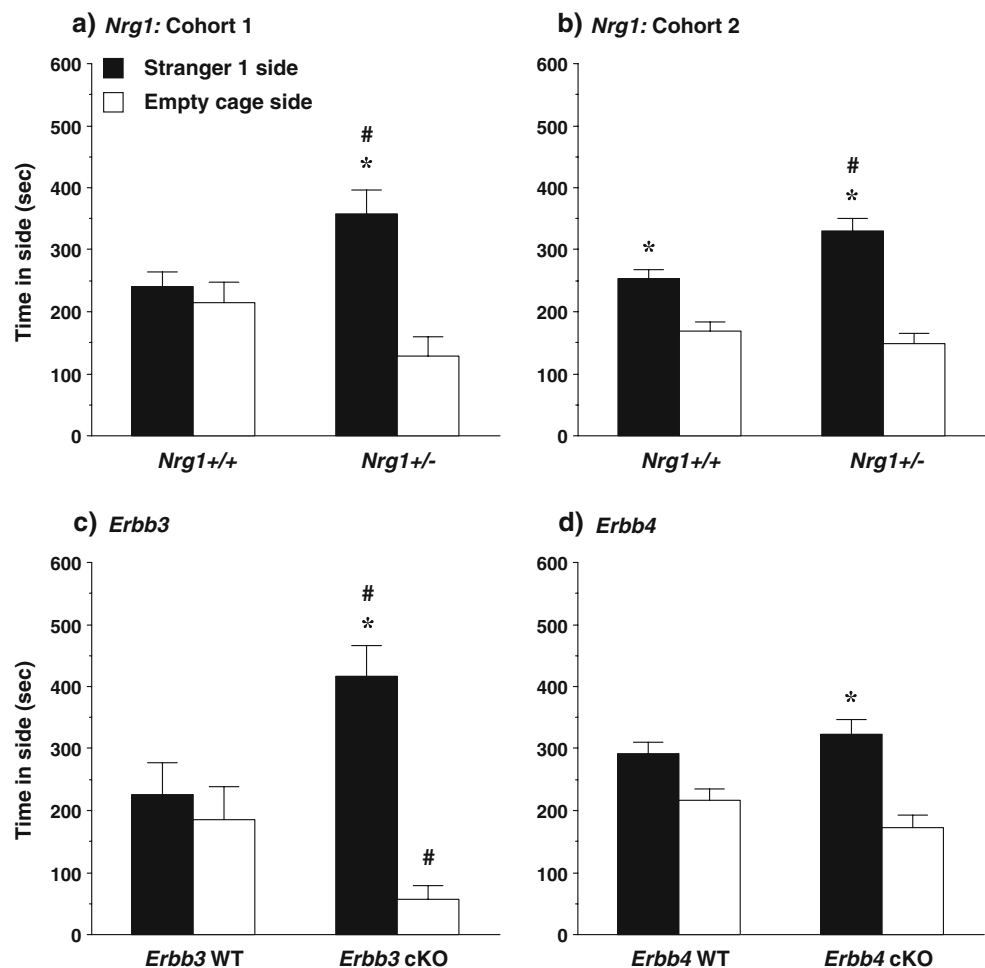 a) Nrg1: Cohort 1
b) Nrg1: Cohort 2
Stranger 1 side
Empty cage side
Time in side (sec)
600
500
400
300
200
100
0
#
*
Nrg1+/+
Nrg1+/-
600
500
400
300
200
100
0
*
#
*
Nrg1+/+
Nrg1+/-
c) Erbb3
d) Erbb4
Time in side (sec)
600
500
400
300
200
100
0
#
*
#
Erbb3 WT
Erbb3 cKO
600
500
400
300
200
100
0
*
Erbb4 WT
Erbb4 cKO